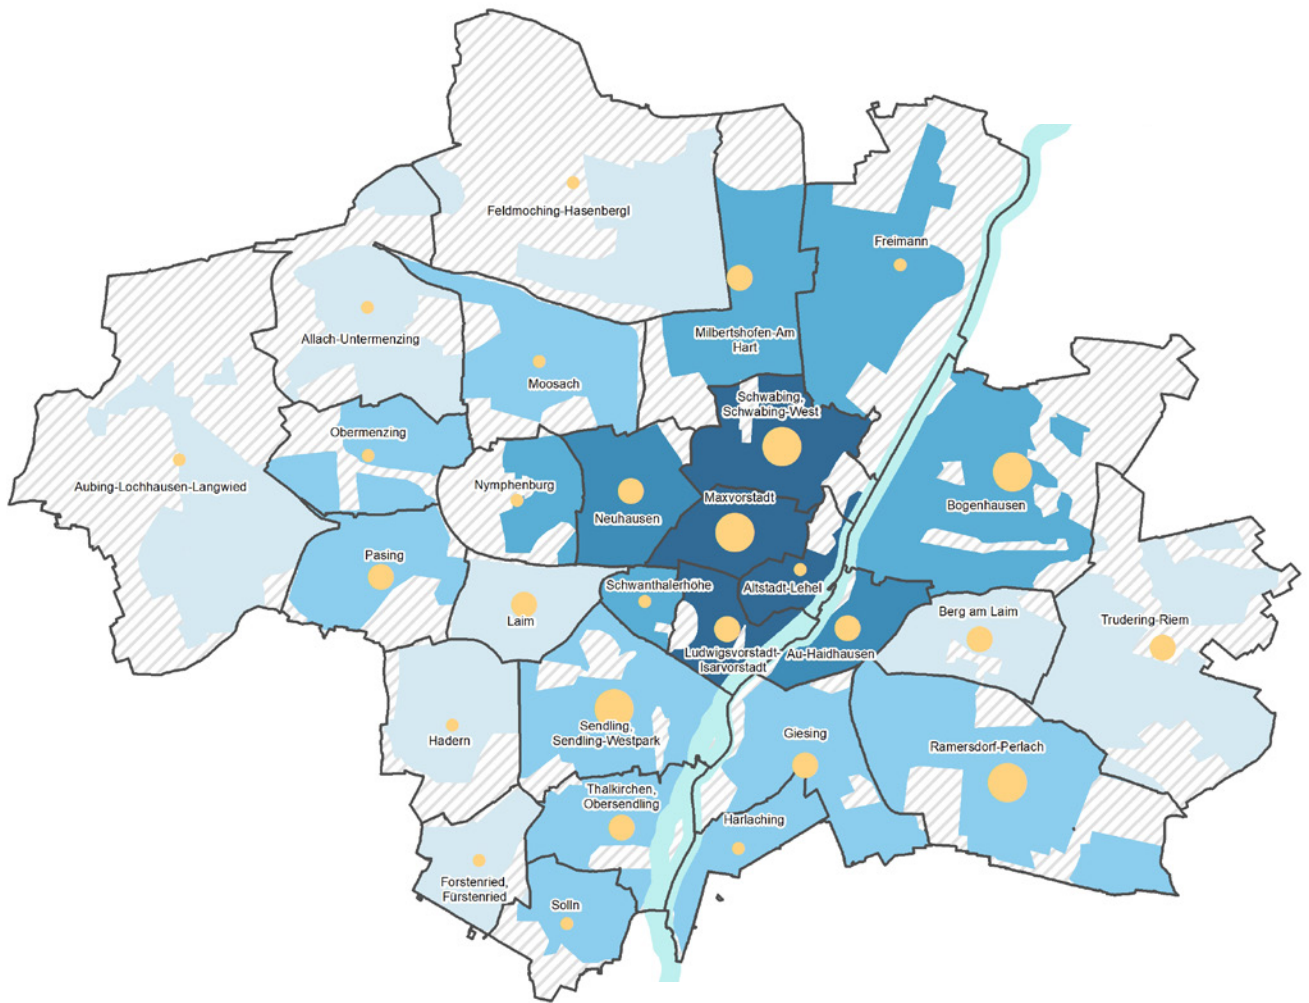 Feldmoching-Hasenbergl
Freimann
Allach-Untermenzing
Milbertshofen-Am
Hart
Moosach
Schwabing,
Schwabing-West
Obermenzing
Aubing-Lochhausen-Langwied
Nymphenburg
Neuhausen
Maxvorstadt
Bogenhausen
Pasing
Schwanthalerhöhe
Altstadt-Lehel
Laim
Berg am Laim
Trudering-Riem
Ludwigsvorstadt-
Isarvorstadt
Au-Haidhausen
Hadern
Sendling,
Sendling-Westpark
Giesing
Ramersdorf-Perlach
Thalkirchen,
Obersendling
Harlaching
Forstenried,
Fürstenried
Solln